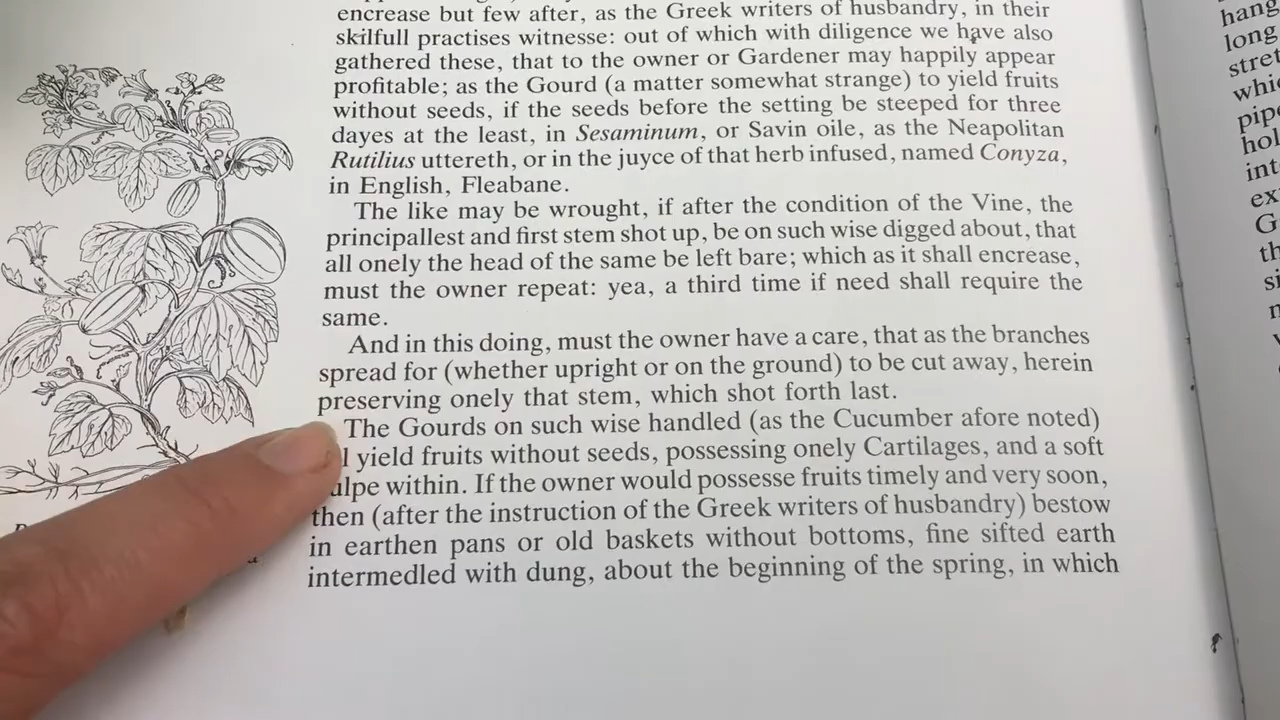 encrease but few after, as the Greek writers of husbandry, in their
skilfull practises witnesse: out of which with diligence we have also
gathered these, that to the owner or Gardener may happily appear
profitable; as the Gourd (a matter somewhat strange) to yield fruits
without seeds, if the seeds before the setting be steeped for three
dayes at the least, in Sesaminum, or Savin oile, as the Neapolitan
Rutilius uttereth, or in the juyce of that herb infused, named Conyza,
in English, Fleabane.
The like may be wrought, if after the condition of the Vine, the
principallest and first stem shot up, be on such wise digged about, that
all onely the head of the same be left bare; which as it shall encrease,
must the owner repeat: yea, a third time if need shall require the
same.
And in this doing, must the owner have a care, that as the branches
spread for (whether upright or on the ground) to be cut away, herein
preserving onely that stem, which shot forth last.
The Gourds on such wise handled (as the Cucumber afore noted)
yield fruits without seeds, possessing onely Cartilages, and a soft
within. If the owner would possesse fruits timely and very soon,
then (after the instruction of the Greek writers of husbandry) bestow
in earthen pans or old baskets without bottoms, fine sifted earth
intermedled with dung, about the beginning of the spring, in which
hang
long